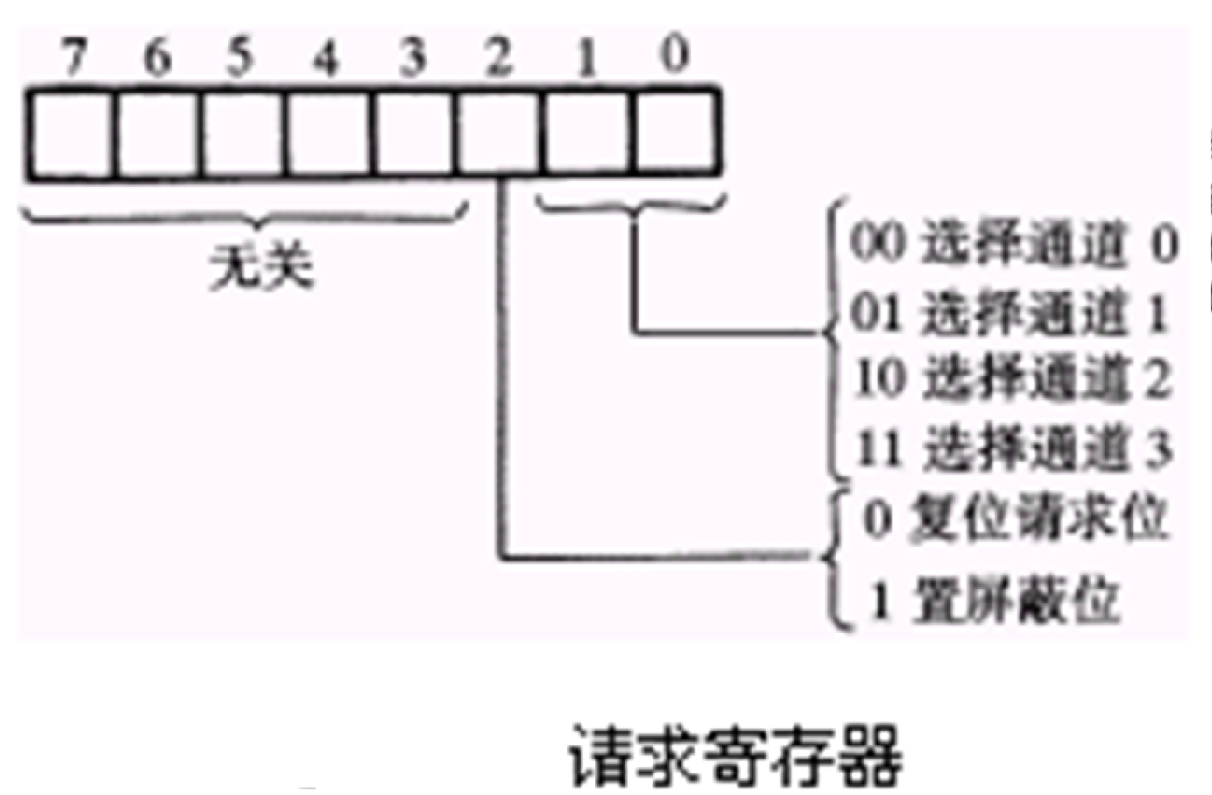 7 6 5 4 3 2 1 0
无关
00 选择通道 0
01 选择通道 1
10 选择通道 2
11 选择通道 3
0 复位请求位
1 置屏蔽位
请求寄存器